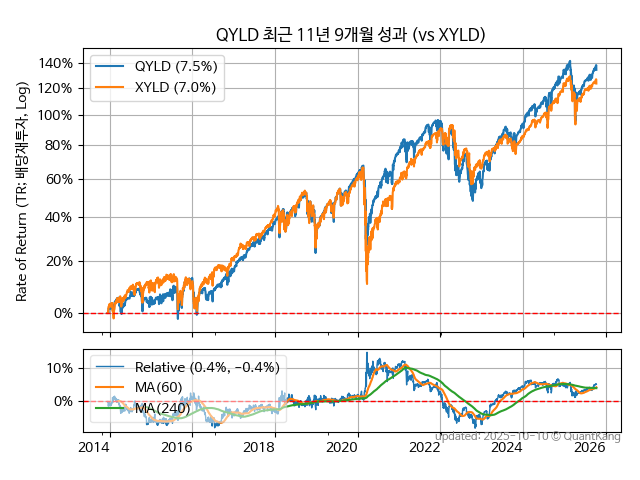 QYLD 최근 11년 9개월 성과 (vs XYLD)
Rate of Return (TR: 배당재투자, Log)
140%
120%
100%
80%
60%
40%
20%
0%
QYLD (7.5%)
XYLD (7.0%)
10%
0%
Relative (0.4%, −0.4%)
MA(60)
MA(240)
2014 2016 2018 2020 2022 2024 2026
updated: 2025-10-10 © QuantKang